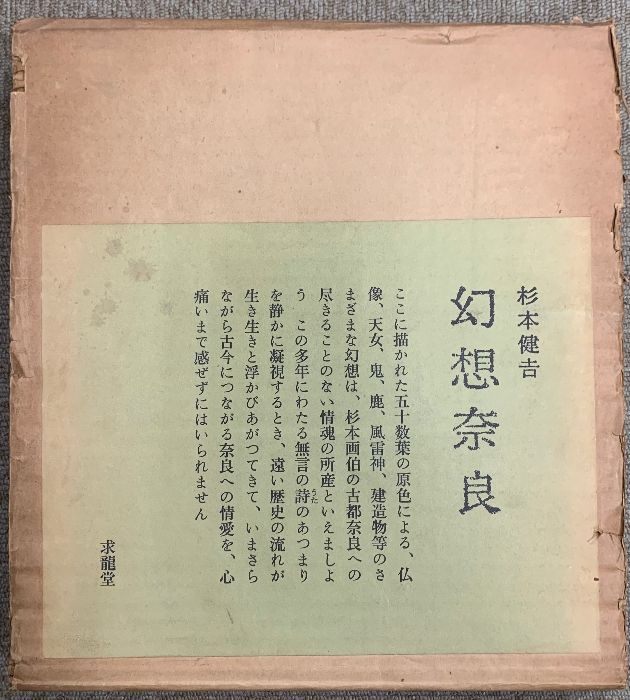 杉本健吉
幻想奈良
ここに描かれた五十数葉の原色による、仏
像、天女、鬼、鹿、風雷神、建造物等のさ
まざまな幻想は、杉本画伯の古都奈良への
尽きることのない情魂の所産といえましよ
う この多年にわたる無言の詩のあつまり
うた
を静かに凝視するとき、遠い歴史の流れが
生き生きと浮かびあがつてきて、いまさら
ながら古今につながる奈良への情愛を、心
痛いまで感ぜずにはいられません
求龍堂